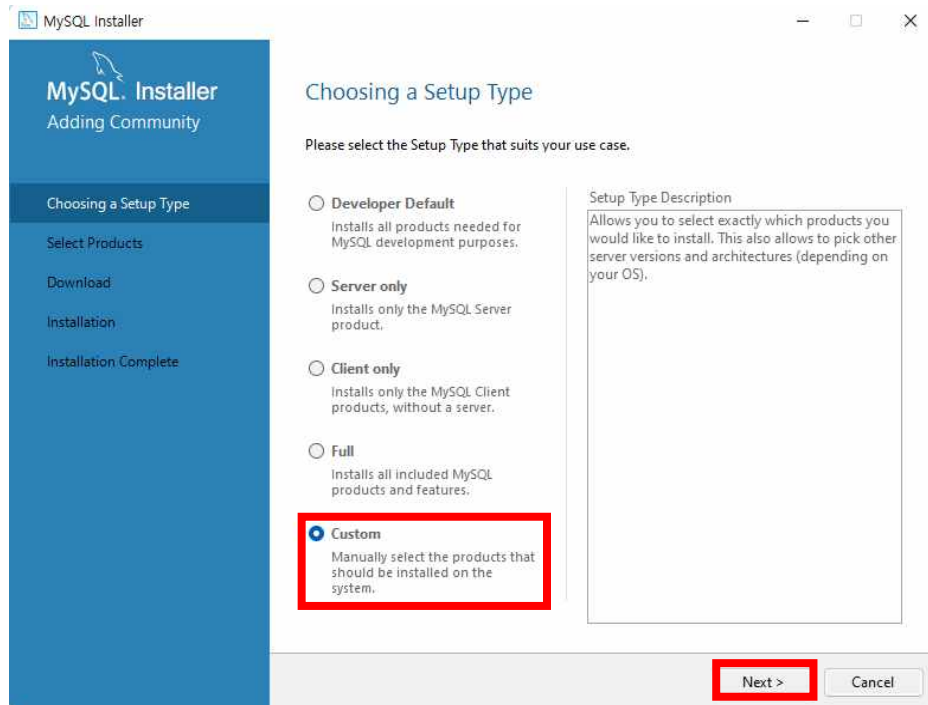 MySQL Installer
MySQL. Installer
Adding Community
Choosing a Setup Type
Select Products
Download
Installation
Installation Complete
Choosing a Setup Type
Please select the Setup Type that suits your use case.
Developer Default
Installs all products needed for
MySQL development purposes.
Server only
Installs only the MySQL Server
product.
Client only
Installs only the MySQL Client
products, without a server.
Full
Installs all included MySQL
products and features.
Custom
Manually select the products that
should be installed on the
system.
Setup Type Description
Allows you to select exactly which products you
would like to install. This also allows to pick other
server versions and architectures (depending on
your OS).
Next >
Cancel